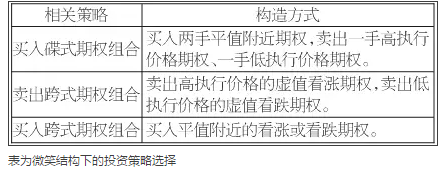 相关策略 构造方式
买入碟式期权组合 买入两手平值附近期权,卖出一手高执行
价格期权、一手低执行价格期权。
卖出跨式期权组合 卖出高执行价格的虚值看涨期权,卖出低
执行价格的虚值看跌期权。
买入跨式期权组合 买入平值附近的看涨或看跌期权。
表为微笑结构下的投资策略选择